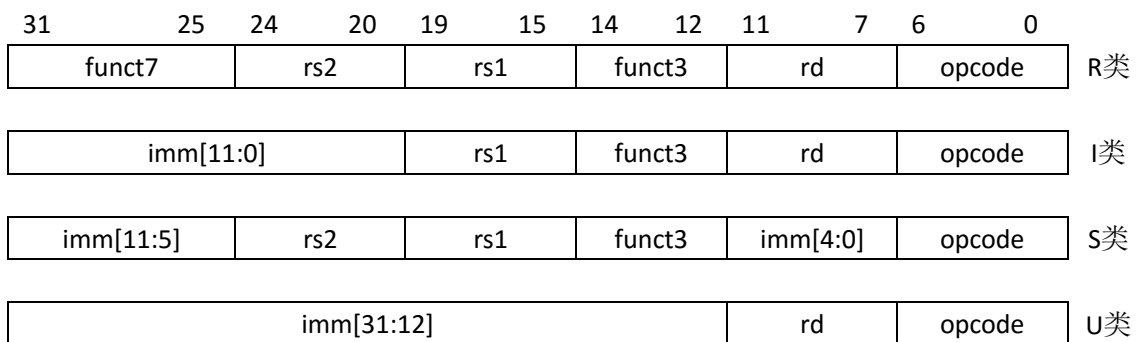 31 25 24 20 19 15 14 12 11 7 6 0
funct7 rs2 rs1 funct3 rd opcode R类
imm[11:0] rs1 funct3 rd opcode I类
imm[11:5] rs2 rs1 funct3 imm[4:0] opcode S类
imm[31:12] rd opcode U类